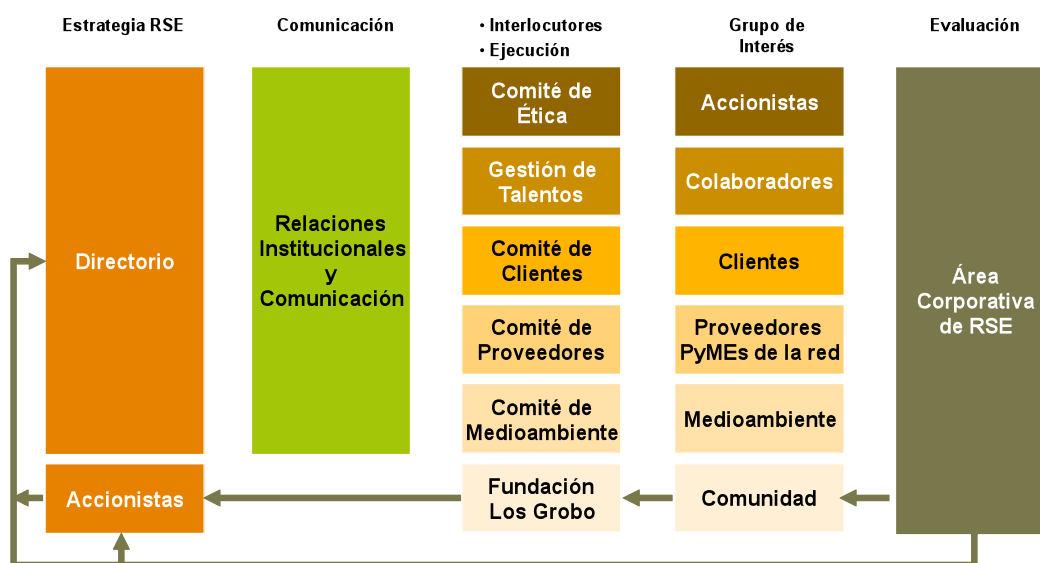 Estrategia RSE
Comunicación
• Interlocutores
• Ejecución
Grupo de
Interés
Evaluación
Directorio
Accionistas
Relaciones
Institucionales
y
Comunicación
Comité de
Ética
Gestión de
Talentos
Comité de
Clientes
Comité de
Proveedores
Comité de
Medioambiente
Fundación
Los Grobo
Accionistas
Colaboradores
Clientes
Proveedores
PyMEs de la red
Medioambiente
Comunidad
Área
Corporativa
de RSE